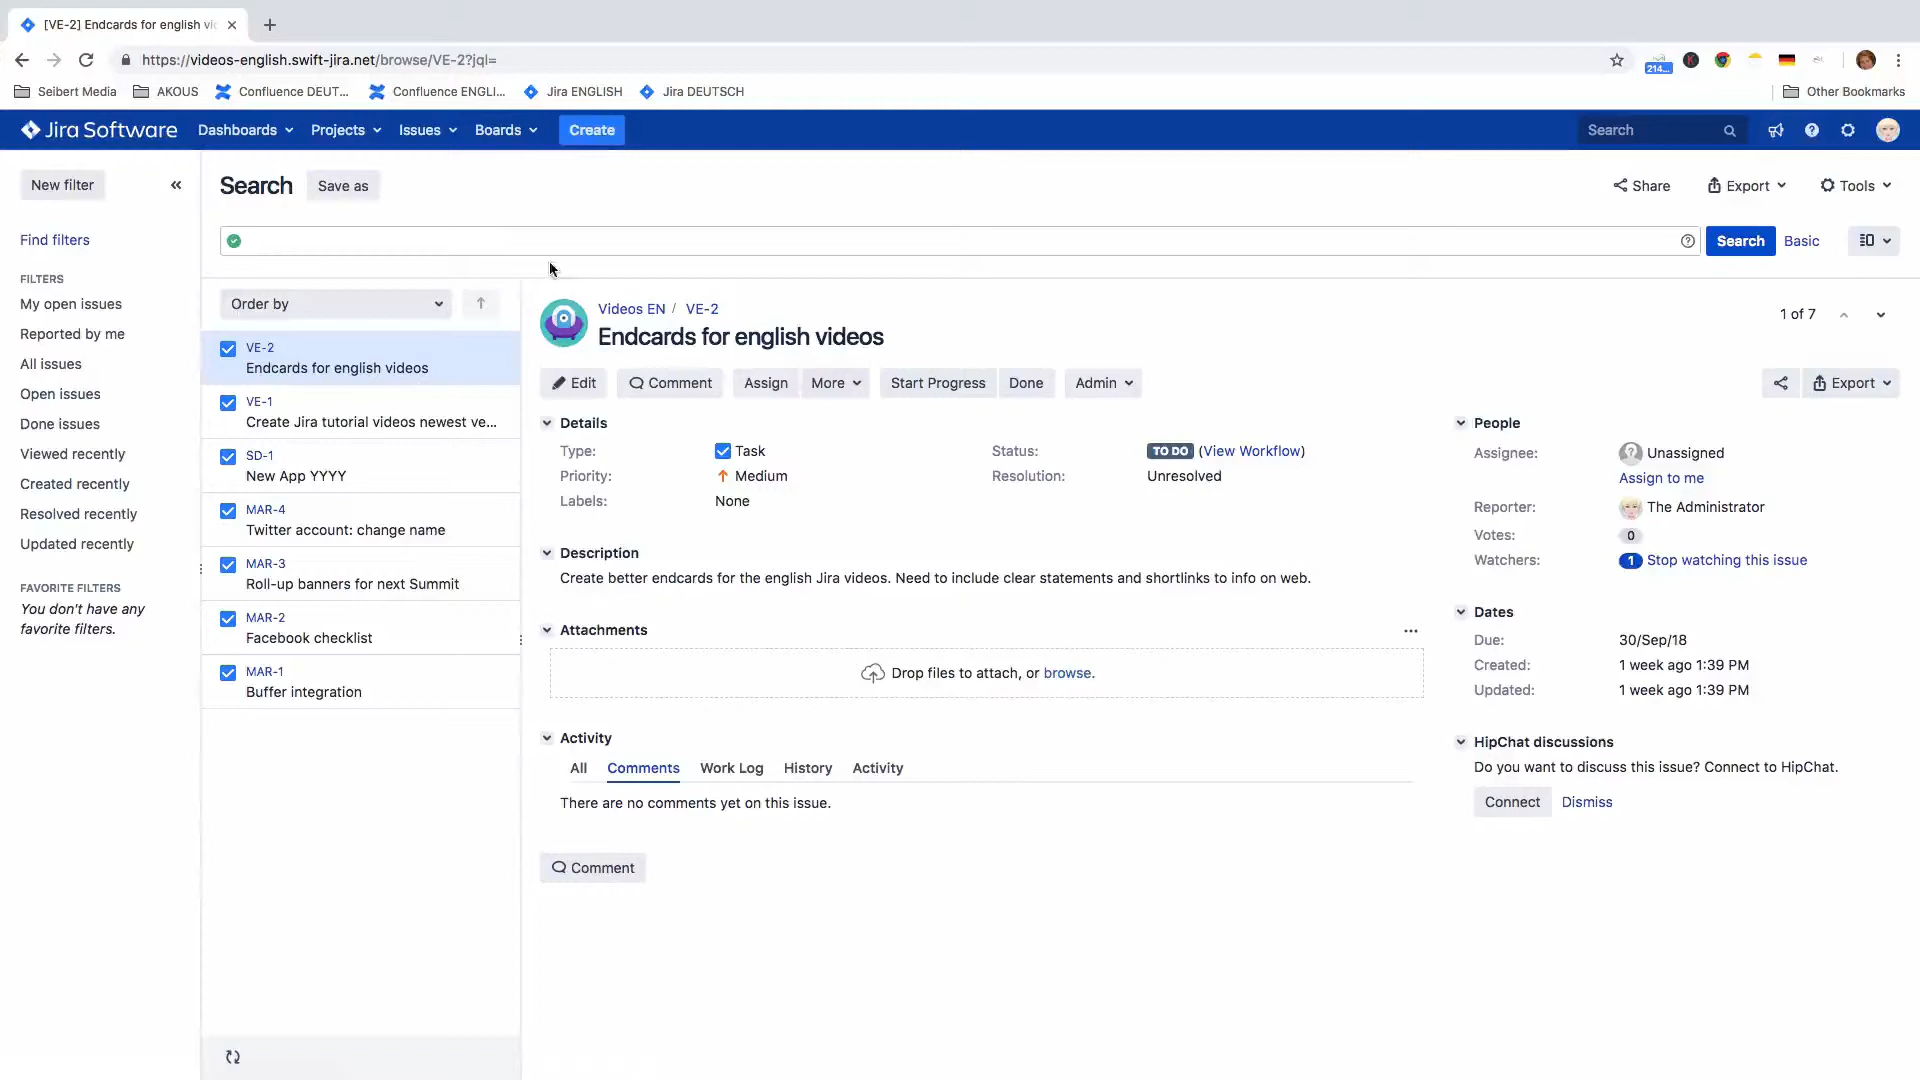 [VE-2] Endcards for english vi
https://videos-english.swift-jira.net/browse/VE-2?jql=
214...
Seibert Media
AKOUS
Confluence DEUT...
Confluence ENGLI...
Jira ENGLISH
Jira DEUTSCH
Other Bookmarks
Jira Software
Dashboards
Projects
Issues
Boards
Create
Search
New filter
Search
Save as
Share
Export
Tools
Search
Basic
Find filters
FILTERS
My open issues
Reported by me
All issues
Open issues
Done issues
Viewed recently
Created recently
Resolved recently
Updated recently
FAVORITE FILTERS
You don't have any
favorite filters.
Order by
VE-2
Endcards for english videos
VE-1
Create Jira tutorial videos newest ve...
SD-1
New App YYYY
MAR-4
Twitter account: change name
MAR-3
Roll-up banners for next Summit
MAR-2
Facebook checklist
MAR-1
Buffer integration
Videos EN / VE-2
Endcards for english videos
1 of 7
Edit
Comment
Assign
More
Start Progress
Done
Admin
Export
Details
Type: Task
Priority: Medium
Labels: None
Status: TO DO (View Workflow)
Resolution: Unresolved
Description
Create better endcards for the english Jira videos. Need to include clear statements and shortlinks to info on web.
Attachments
Drop files to attach, or browse.
Activity
All
Comments
Work Log
History
Activity
There are no comments yet on this issue.
Comment
People
Assignee: Unassigned
Assign to me
Reporter: The Administrator
Votes: 0
Watchers: 1 Stop watching this issue
Dates
Due: 30/Sep/18
Created: 1 week ago 1:39 PM
Updated: 1 week ago 1:39 PM
HipChat discussions
Do you want to discuss this issue? Connect to HipChat.
Connect
Dismiss